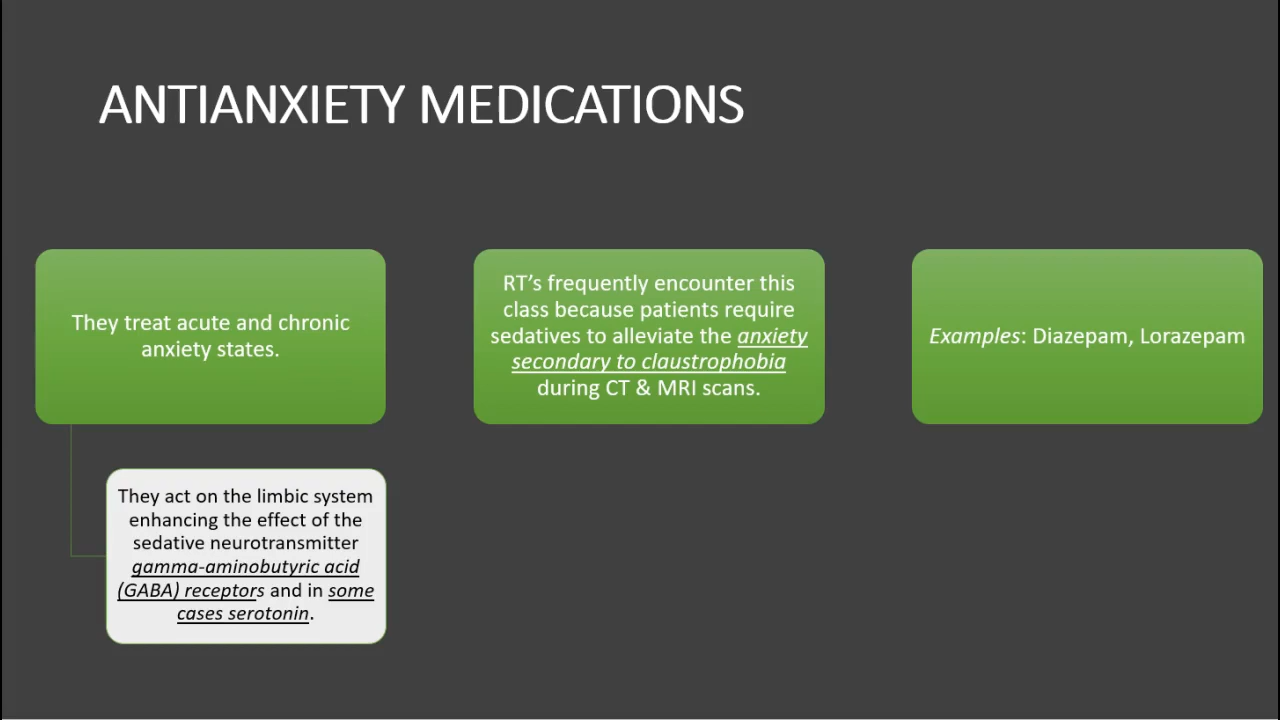 ANTIANXIETY MEDICATIONS
They treat acute and chronic
anxiety states.
They act on the limbic system
enhancing the effect of the
sedative neurotransmitter
gamma-aminobutyric acid
(GABA) receptors and in some
cases serotonin.
RT’s frequently encounter this
class because patients require
sedatives to alleviate the anxiety
secondary to claustrophobia
during CT & MRI scans.
Examples: Diazepam, Lorazepam